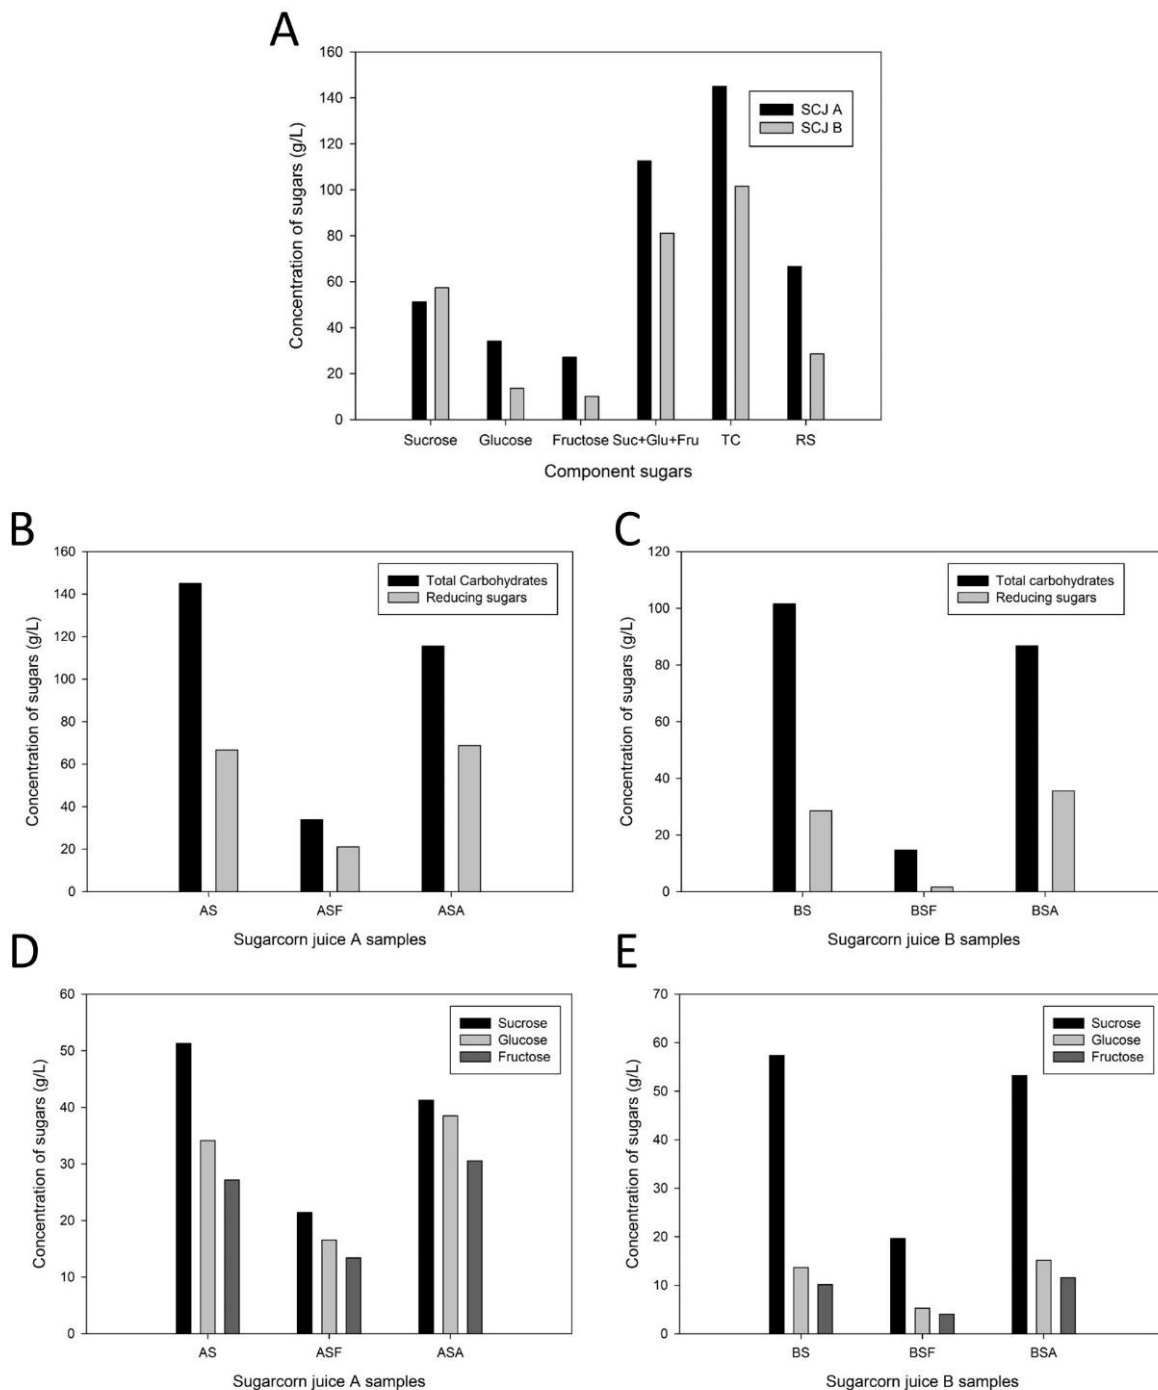 A
160
140
120
100
80
60
40
20
0
Concentration of sugars (g/L)
SCJ A
SCJ B
Sucrose Glucose Fructose Suc+Glu+Fru TC RS
Component sugars
B
160
140
120
100
80
60
40
20
0
Concentration of sugars (g/L)
Total Carbohydrates
Reducing sugars
AS ASF ASA
Sugarcorn juice A samples
C
120
100
80
60
40
20
0
Concentration of sugars (g/L)
Total carbohydrates
Reducing sugars
BS BSF BSA
Sugarcorn juice B samples
D
60
50
40
30
20
10
0
Concentration of sugars (g/L)
Sucrose
Glucose
Fructose
AS ASF ASA
Sugarcorn juice A samples
E
70
60
50
40
30
20
10
0
Concentration of sugars (g/L)
Sucrose
Glucose
Fructose
BS BSF BSA
Sugarcorn juice B samples